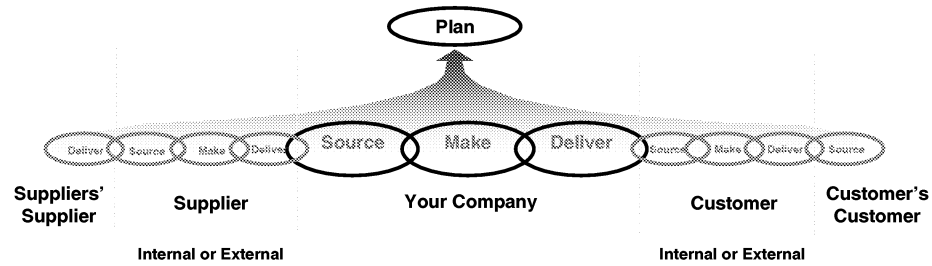 Plan
Deliver Source Make Deliver Source Make Deliver Source Make Deliver Source
Suppliers'
Supplier
Supplier
Your Company
Customer
Customer's
Customer
Internal or External
Internal or External